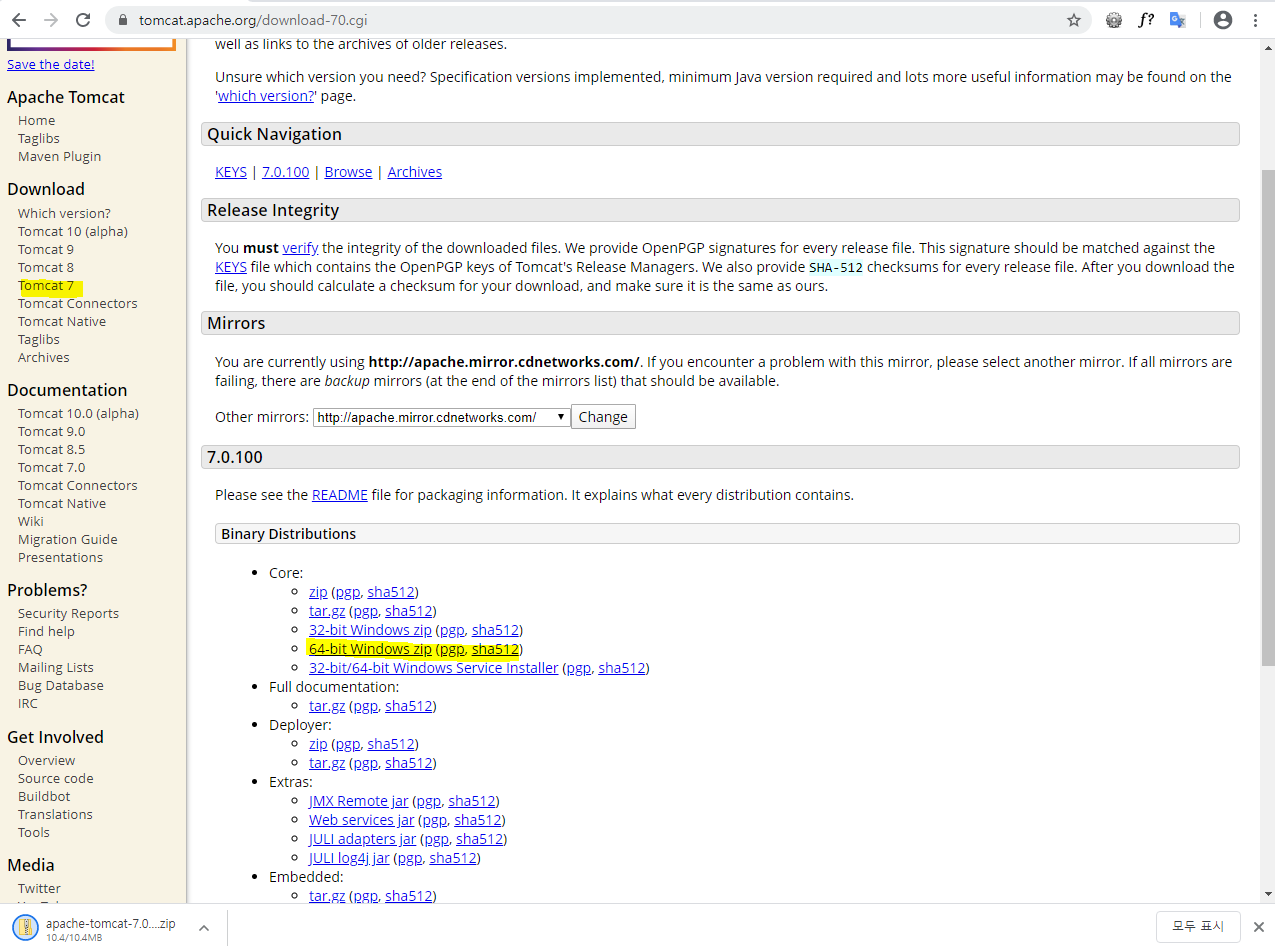 tomcat.apache.org/download-70.cgi
f?
Save the date!
Apache Tomcat
Home
Taglibs
Maven Plugin
Download
Which version?
Tomcat 10 (alpha)
Tomcat 9
Tomcat 8
Tomcat 7
Tomcat Connectors
Tomcat Native
Taglibs
Archives
Documentation
Tomcat 10.0 (alpha)
Tomcat 9.0
Tomcat 8.5
Tomcat 7.0
Tomcat Connectors
Tomcat Native
Wiki
Migration Guide
Presentations
Problems?
Security Reports
Find help
FAQ
Mailing Lists
Bug Database
IRC
Get Involved
Overview
Source code
Buildbot
Translations
Tools
Media
Twitter
well as links to the archives of older releases.
Unsure which version you need? Specification versions implemented, minimum Java version required and lots more useful information may be found on the
'which version?' page.
Quick Navigation
KEYS | 7.0.100 | Browse | Archives
Release Integrity
You must verify the integrity of the downloaded files. We provide OpenPGP signatures for every release file. This signature should be matched against the
KEYS file which contains the OpenPGP keys of Tomcat's Release Managers. We also provide SHA-512 checksums for every release file. After you download the
file, you should calculate a checksum for your download, and make sure it is the same as ours.
Mirrors
You are currently using http://apache.mirror.cdnetworks.com/. If you encounter a problem with this mirror, please select another mirror. If all mirrors are
failing, there are backup mirrors (at the end of the mirrors list) that should be available.
Other mirrors: http://apache.mirror.cdnetworks.com/ Change
7.0.100
Please see the README file for packaging information. It explains what every distribution contains.
Binary Distributions
Core:
zip (pgp, sha512)
tar.gz (pgp, sha512)
32-bit Windows zip (pgp, sha512)
64-bit Windows zip (pgp, sha512)
32-bit/64-bit Windows Service Installer (pgp, sha512)
Full documentation:
tar.gz (pgp, sha512)
Deployer:
zip (pgp, sha512)
tar.gz (pgp, sha512)
Extras:
JMX Remote jar (pgp, sha512)
Web services jar (pgp, sha512)
JULI adapters jar (pgp, sha512)
JULI log4j jar (pgp, sha512)
Embedded:
tar.gz (pgp, sha512)
apache-tomcat-7.0....zip
10.4/10.4MB
모두 표시